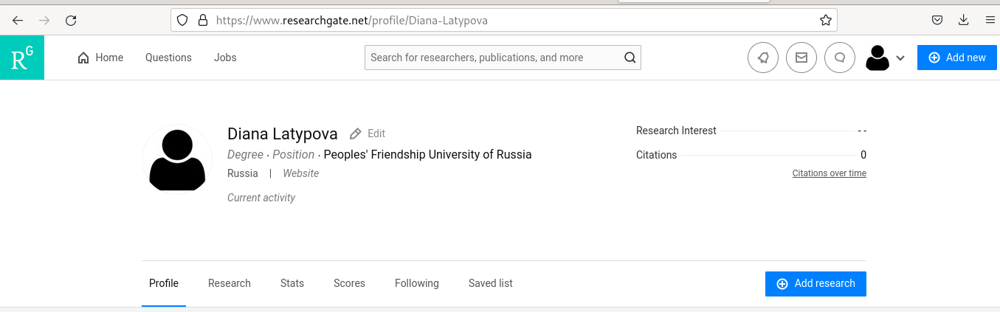 https://www.researchgate.net/profile/Diana-Latypova
RG Home Questions Jobs Search for researchers, publications, and more Add new
Diana Latypova Edit
Degree · Position · Peoples' Friendship University of Russia
Russia | Website
Current activity
Research Interest - -
Citations 0
Citations over time
Profile Research Stats Scores Following Saved list Add research